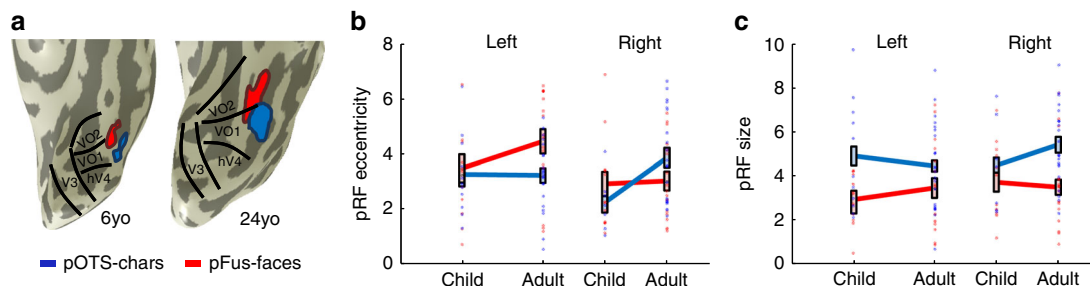 a
VO2
VO1
hV4
V3
6yo
VO2
VO1
hV4
V3
24yo
pOTS-chars pFus-faces
b
8
6
4
2
0
pRF eccentricity
Left Right
Child Adult Child Adult
c
10
8
6
4
2
0
pRF size
Left Right
Child Adult Child Adult